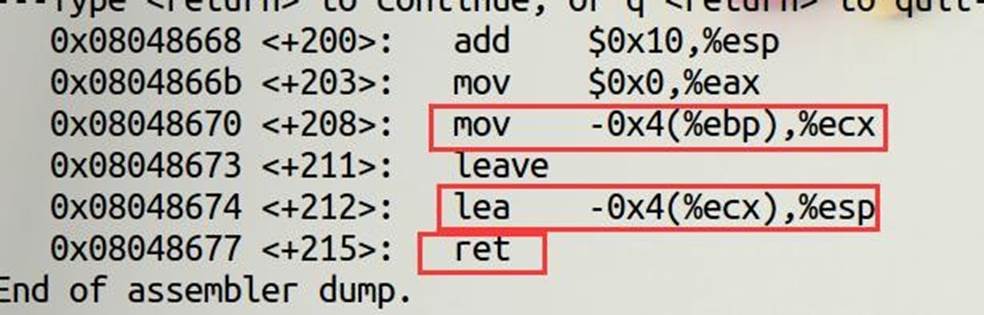 ---Type <return> to continue, or q <return> to quit-
0x08048668 <+200>: add $0x10,%esp
0x0804866b <+203>: mov $0x0,%eax
0x08048670 <+208>: mov -0x4(%ebp),%ecx
0x08048673 <+211>: leave
0x08048674 <+212>: lea -0x4(%ecx),%esp
0x08048677 <+215>: ret
End of assembler dump.